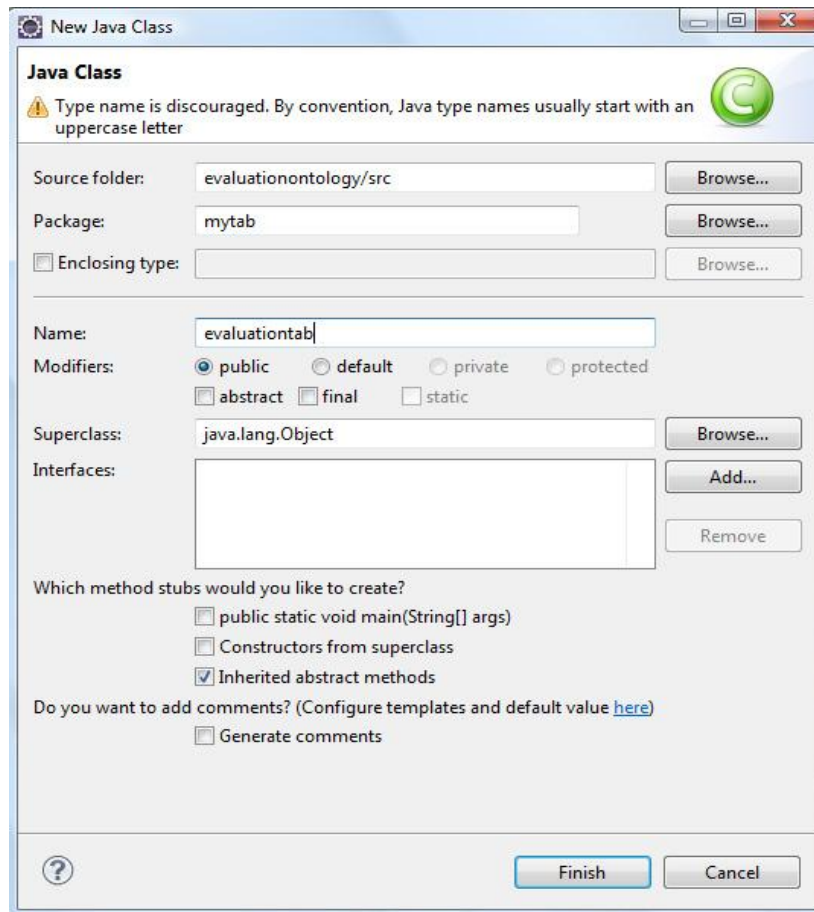 New Java Class
Java Class
Type name is discouraged. By convention, Java type names usually start with an
uppercase letter
Source folder: evaluationontology/src Browse...
Package: mytab Browse...
Enclosing type: Browse...
Name: evaluationtab
Modifiers: public default private protected
abstract final static
Superclass: java.lang.Object Browse...
Interfaces: Add...
Remove
Which method stubs would you like to create?
public static void main(String[] args)
Constructors from superclass
Inherited abstract methods
Do you want to add comments? (Configure templates and default value here)
Generate comments
? Finish Cancel